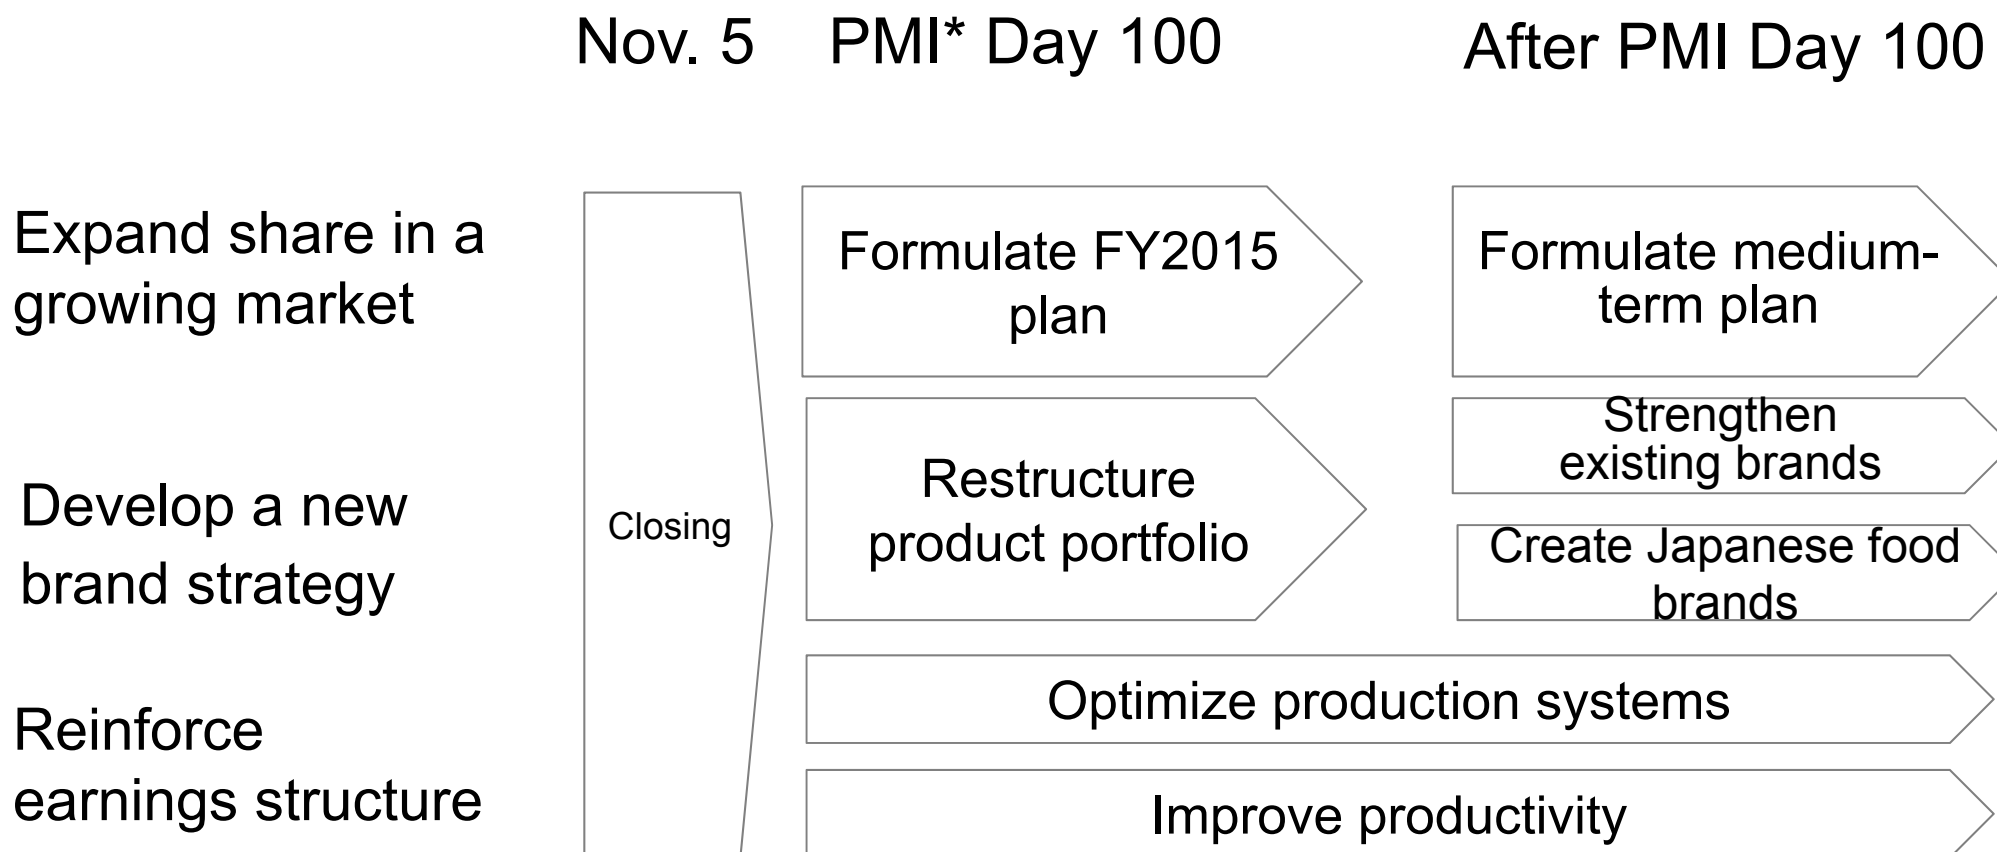 Nov. 5 PMI* Day 100 After PMI Day 100
Expand share in a
growing market
Formulate FY2015
plan
Formulate medium-
term plan
Develop a new
brand strategy
Closing
Restructure
product portfolio
Strengthen
existing brands
Create Japanese food
brands
Reinforce
earnings structure
Optimize production systems
Improve productivity